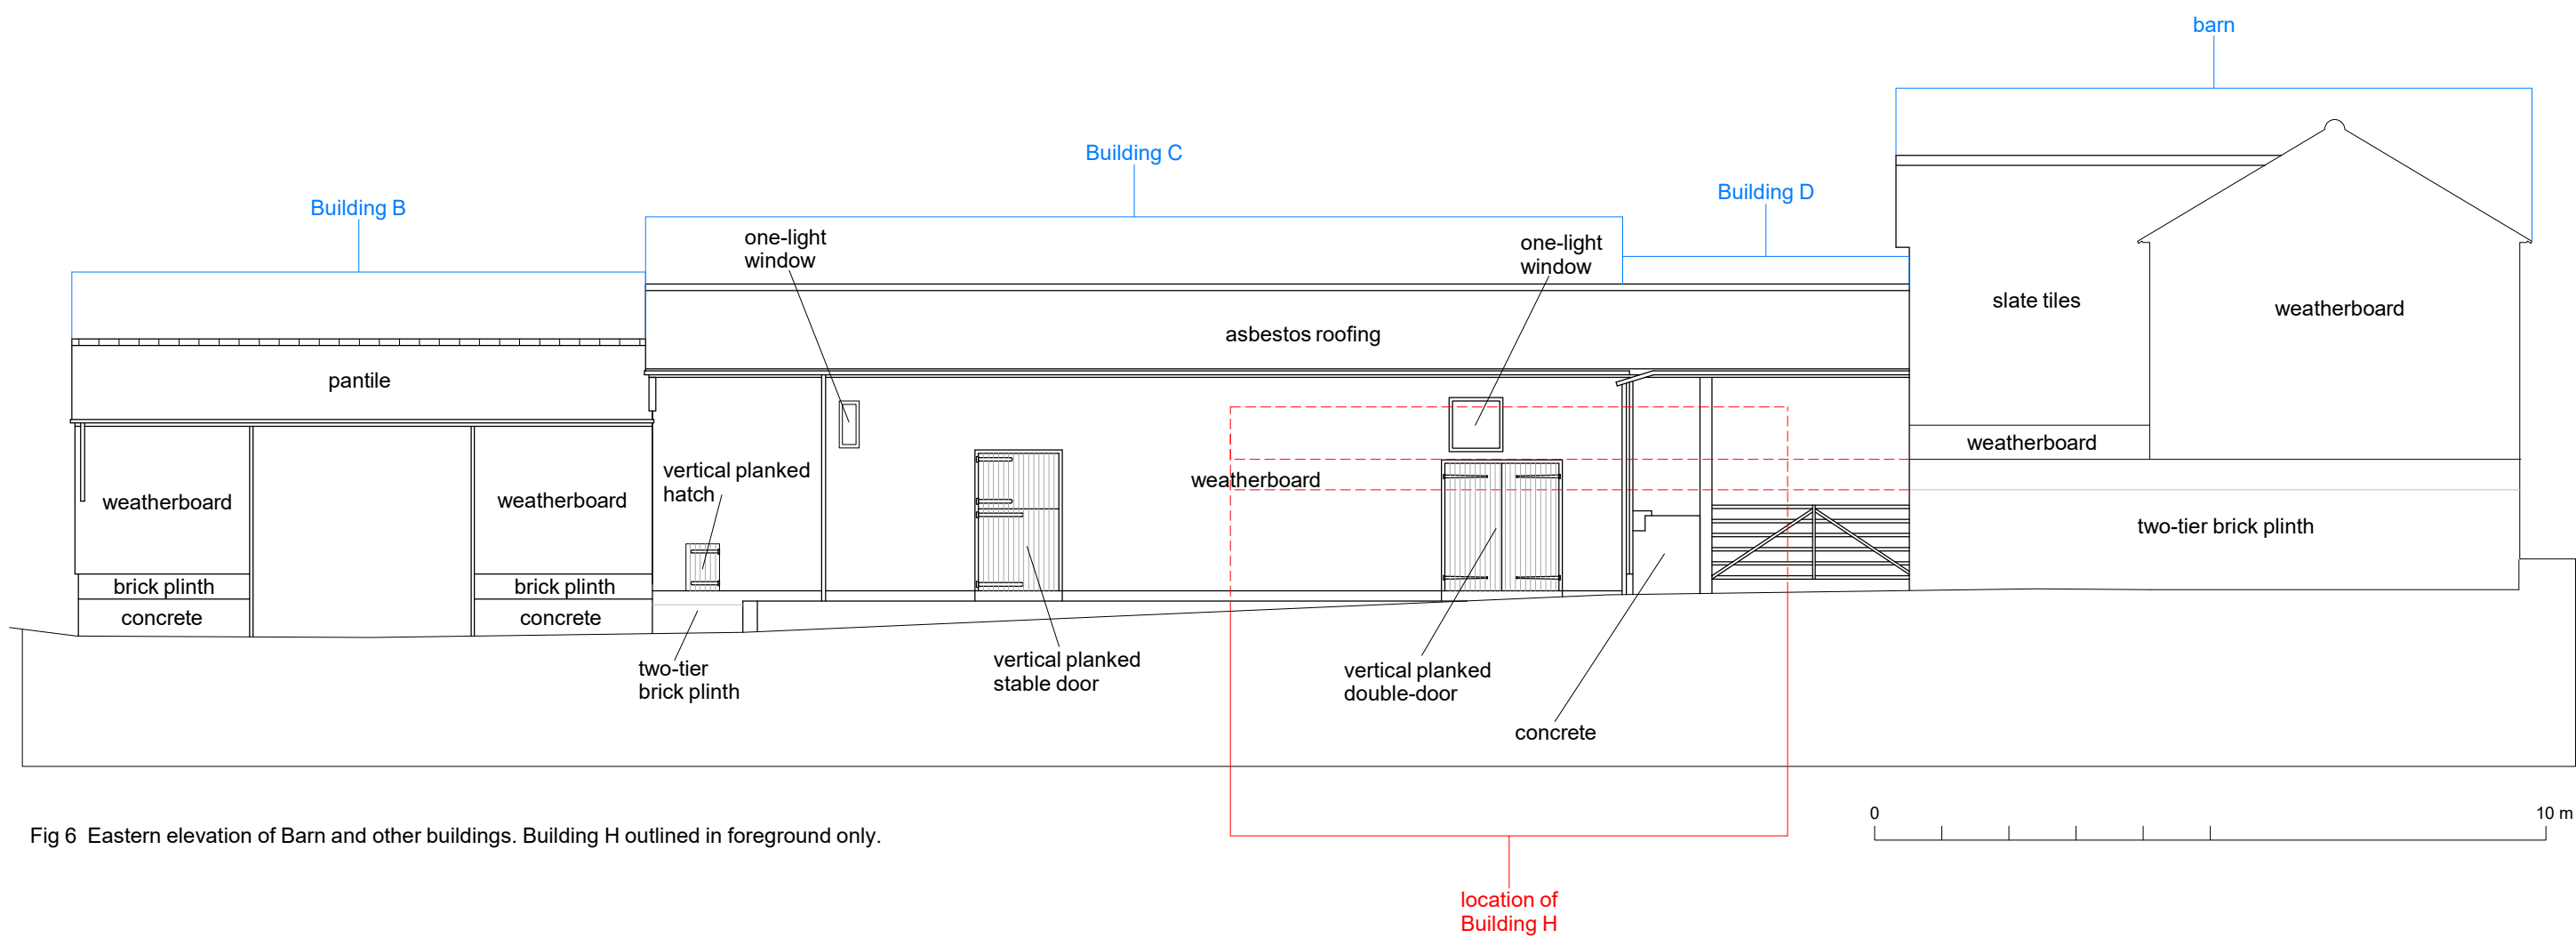 barn
Building C
Building D
Building B
one-light
window
one-light
window
slate tiles
weatherboard
asbestos roofing
pantile
weatherboard
vertical planked
hatch
weatherboard
weatherboard
weatherboard
two-tier brick plinth
brick plinth
brick plinth
concrete
concrete
two-tier
brick plinth
vertical planked
stable door
vertical planked
double-door
concrete
0
10 m
Fig 6 Eastern elevation of Barn and other buildings. Building H outlined in foreground only.
location of
Building H